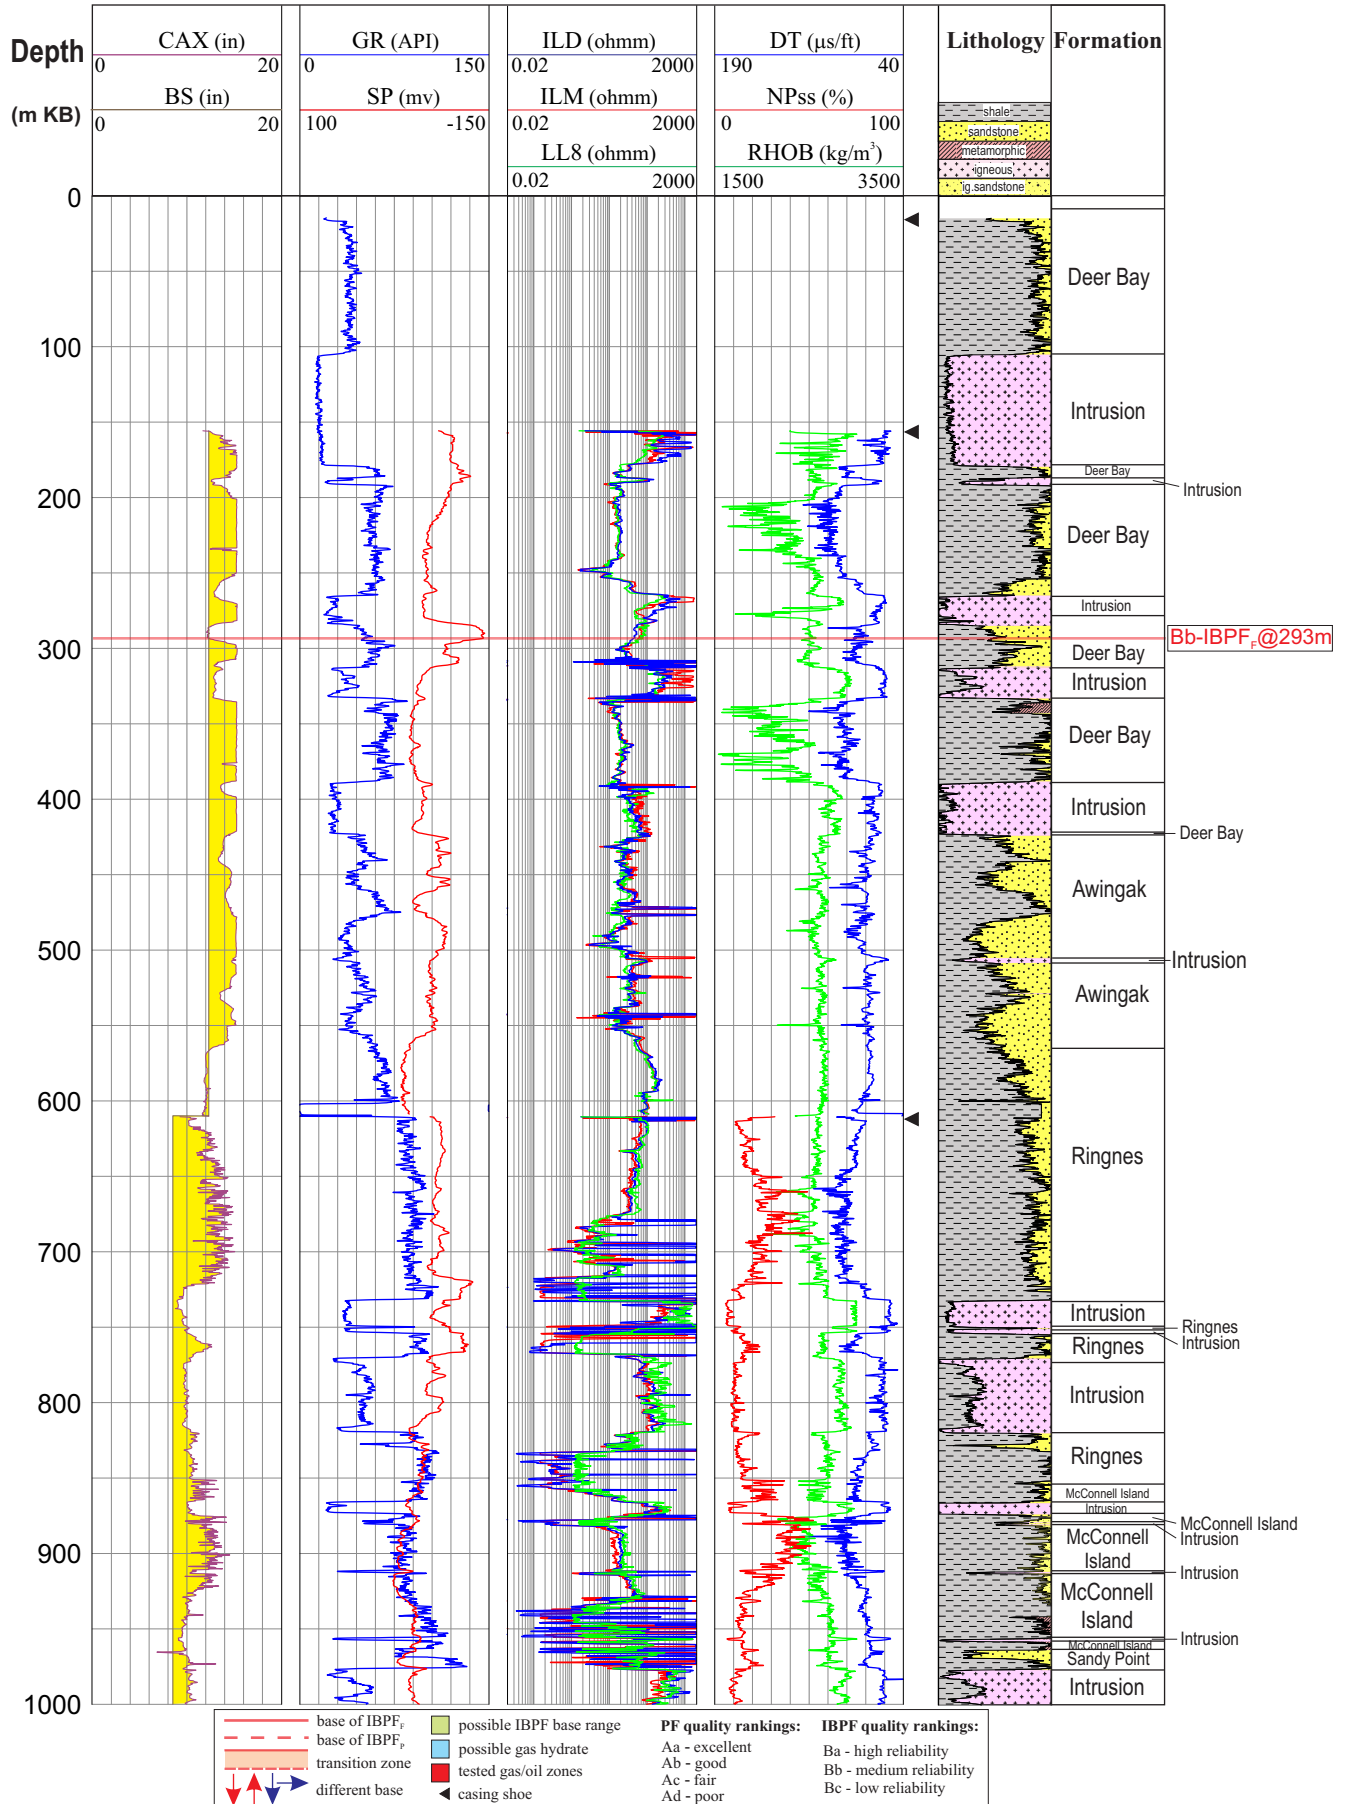 Depth
(m KB)
CAX (in)
0 20
BS (in)
0 20
GR (API)
0 150
SP (mv)
100 -150
ILD (ohmm)
0.02 2000
ILM (ohmm)
0.02 2000
LL8 (ohmm)
0.02 2000
DT (μs/ft)
190 40
NPss (%)
0 100
RHOB (kg/m³)
1500 3500
Lithology
shale
sandstone
metamorphic
igneous
ig.sandstone
Formation
0
100
200
300
400
500
600
700
800
900
1000
Deer Bay
Intrusion
Deer Bay
Intrusion
Deer Bay
Intrusion
Bb-IBPFF@293m
Deer Bay
Intrusion
Deer Bay
Intrusion
Deer Bay
Awingak
Intrusion
Awingak
Ringnes
Intrusion
Ringnes
Intrusion
Ringnes
Intrusion
Ringnes
McConnell Island
Intrusion
McConnell Island
Intrusion
McConnell
Island
Intrusion
McConnell
Island
Intrusion
McConnell Island
Sandy Point
Intrusion
base of IBPFF
base of IBPFP
transition zone
different base
possible IBPF base range
possible gas hydrate
tested gas/oil zones
casing shoe
PF quality rankings:
Aa - excellent
Ab - good
Ac - fair
Ad - poor
IBPF quality rankings:
Ba - high reliability
Bb - medium reliability
Bc - low reliability